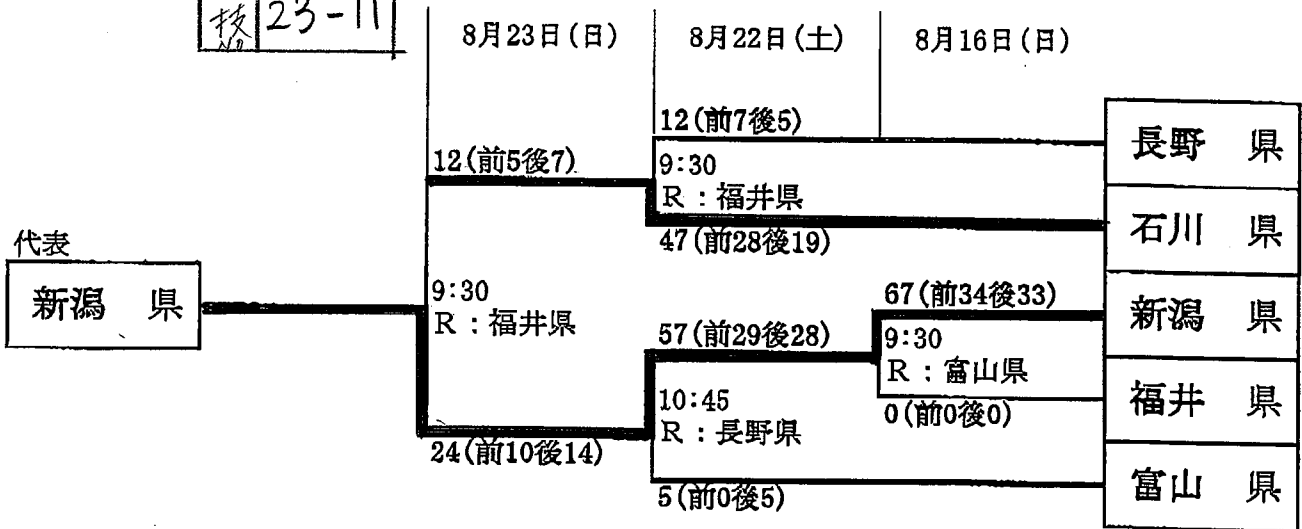 技No 23-11
8月23日(日) 8月22日(土) 8月16日(日)
12(前7後5)
長野 県
12(前5後7)
9:30
R:福井県
石川 県
47(前28後19)
代表
新潟 県
9:30
R:福井県
67(前34後33)
新潟 県
57(前29後28)
9:30
R:富山県
福井 県
0(前0後0)
10:45
R:長野県
24(前10後14)
富山 県
5(前0後5)